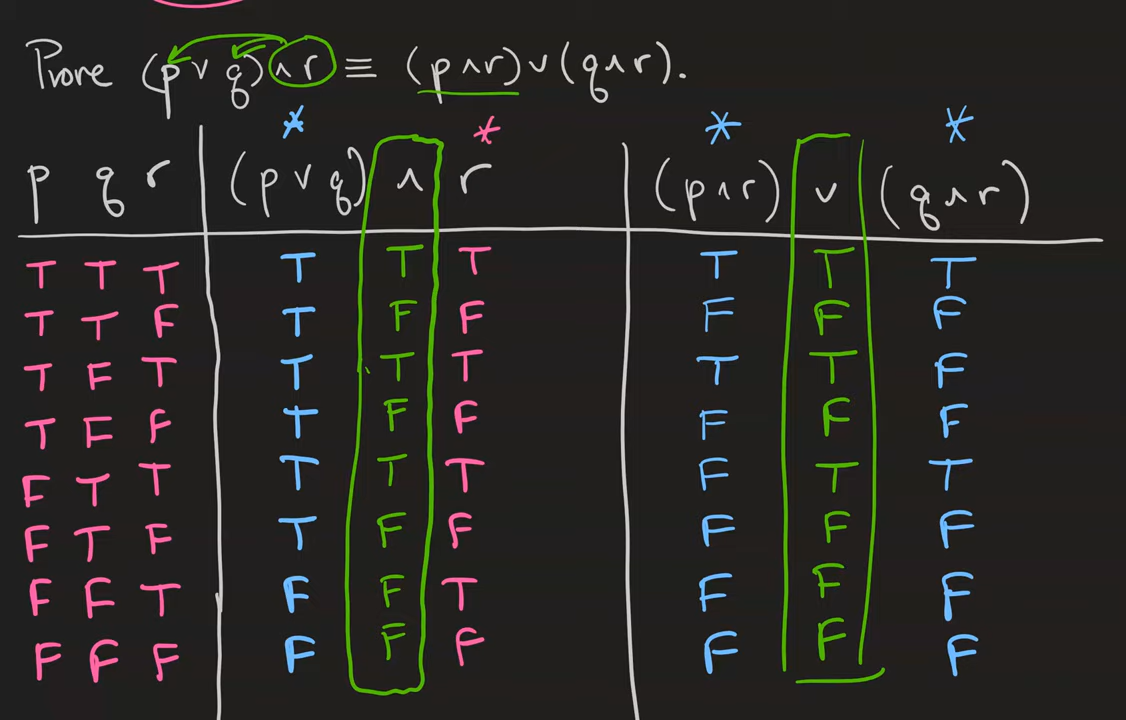 Prove (p ∨ q) ∧ r ≡ (p ∧ r) ∨ (q ∧ r).
* * * *
p q r (p ∨ q) ∧ r (p ∧ r) ∨ (q ∧ r)
T T T T T T T T T
T T F T F F F F F
T F T T T T T T F
T F F T F F F F F
F T T T T T F T T
F T F T F F F F F
F F T F F T F F F
F F F F F F F F F